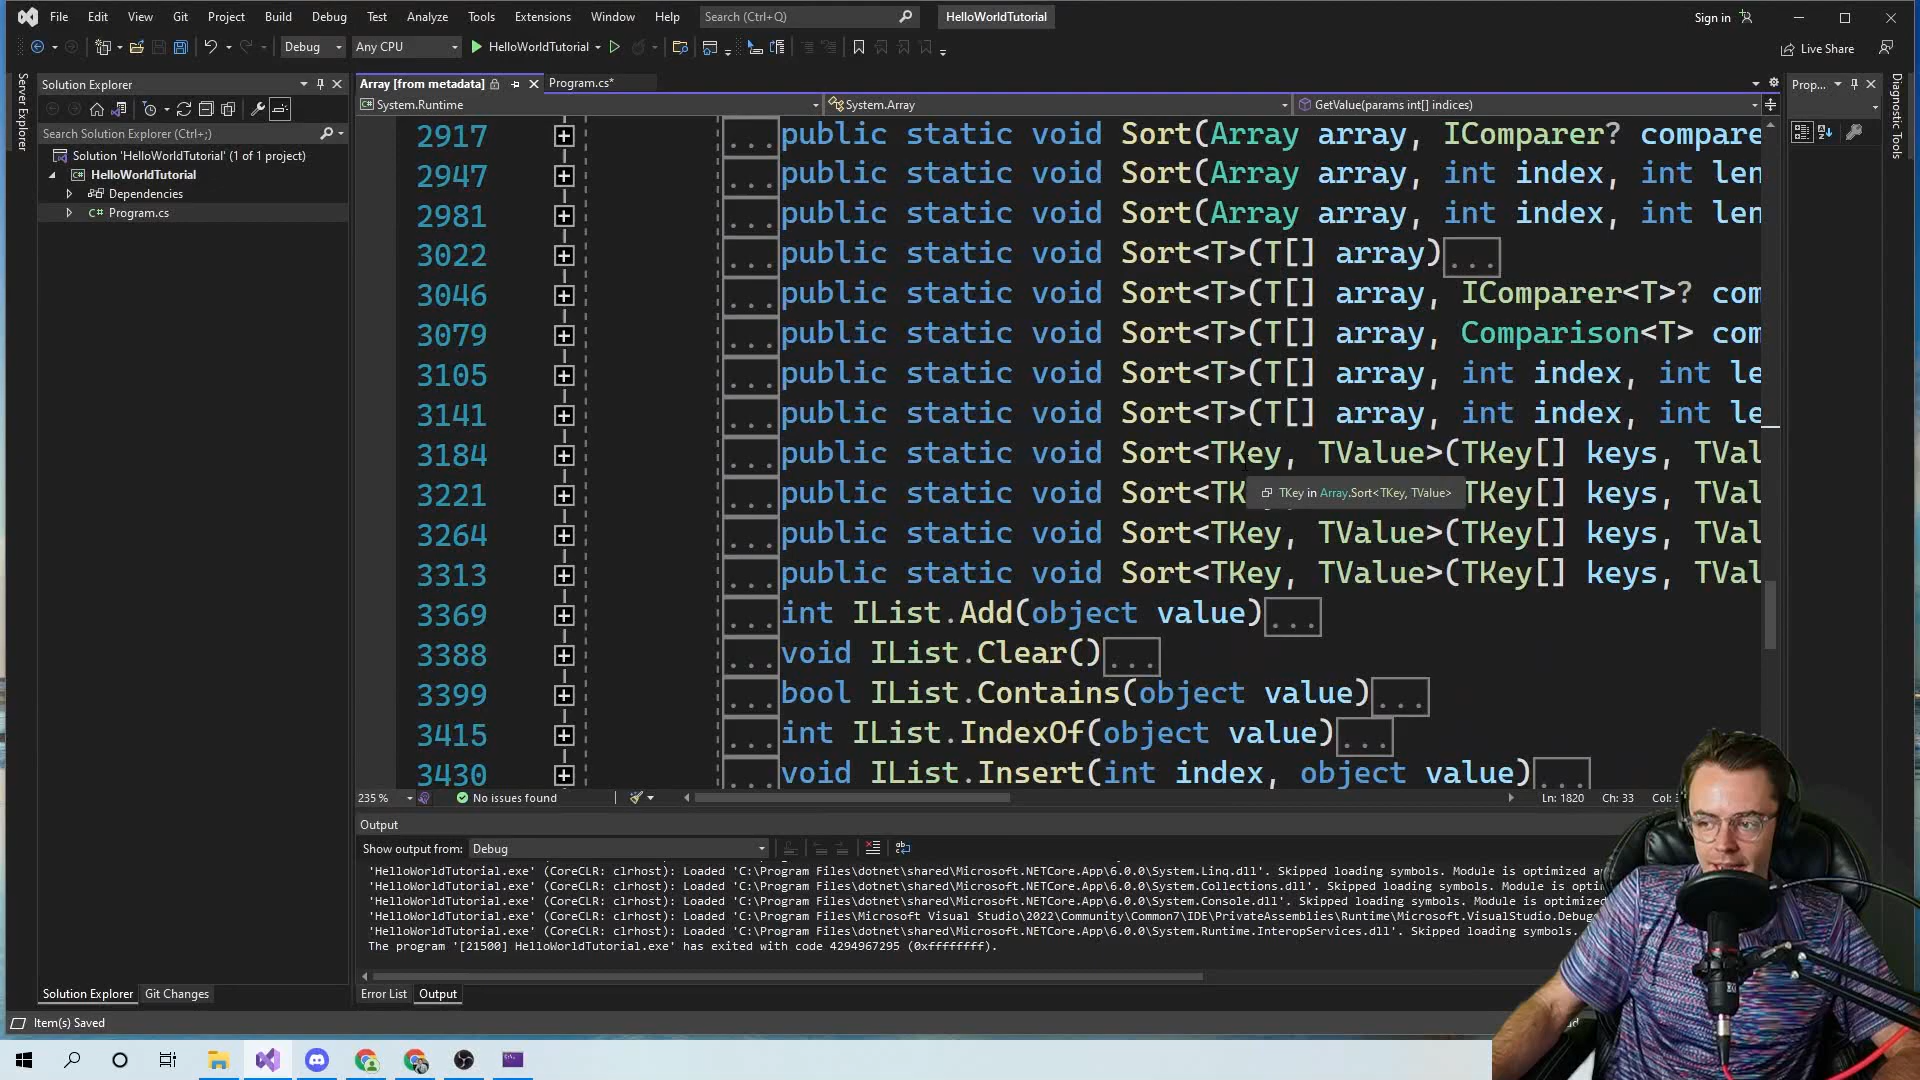 File Edit View Git Project Build Debug Test Analyze Tools Extensions Window Help Search (Ctrl+Q) HelloWorldTutorial Sign in
Debug Any CPU HelloWorldTutorial Live Share
Server Explorer
Solution Explorer
Search Solution Explorer (Ctrl+;)
Solution 'HelloWorldTutorial' (1 of 1 project)
HelloWorldTutorial
Dependencies
C# Program.cs
Array [from metadata] Program.cs*
System.Runtime System.Array GetValue(params int[] indices)
2917 ...public static void Sort(Array array, IComparer? compare
2947 ...public static void Sort(Array array, int index, int len
2981 ...public static void Sort(Array array, int index, int len
3022 ...public static void Sort<T>(T[] array)...
3046 ...public static void Sort<T>(T[] array, IComparer<T>? com
3079 ...public static void Sort<T>(T[] array, Comparison<T> com
3105 ...public static void Sort<T>(T[] array, int index, int le
3141 ...public static void Sort<T>(T[] array, int index, int le
3184 ...public static void Sort<TKey, TValue>(TKey[] keys, TVal
3221 ...public static void Sort<TK TKey[] keys, TVal
TKey in Array.Sort<TKey, TValue>
3264 ...public static void Sort<TKey, TValue>(TKey[] keys, TVal
3313 ...public static void Sort<TKey, TValue>(TKey[] keys, TVal
3369 ...int IList.Add(object value)...
3388 ...void IList.Clear()...
3399 ...bool IList.Contains(object value)...
3415 ...int IList.IndexOf(object value)...
3430 ...void IList.Insert(int index, object value)...
235 % No issues found Ln: 1820 Ch: 33 Col:
Output
Show output from: Debug
'HelloWorldTutorial.exe' (CoreCLR: clrhost): Loaded 'C:\Program Files\dotnet\shared\Microsoft.NETCore.App\6.0.0\System.Linq.dll'. Skipped loading symbols. Module is optimized a
'HelloWorldTutorial.exe' (CoreCLR: clrhost): Loaded 'C:\Program Files\dotnet\shared\Microsoft.NETCore.App\6.0.0\System.Collections.dll'. Skipped loading symbols. Module is opti
'HelloWorldTutorial.exe' (CoreCLR: clrhost): Loaded 'C:\Program Files\dotnet\shared\Microsoft.NETCore.App\6.0.0\System.Console.dll'. Skipped loading symbols. Module is optimized
'HelloWorldTutorial.exe' (CoreCLR: clrhost): Loaded 'C:\Program Files\Microsoft Visual Studio\2022\Community\Common7\IDE\PrivateAssemblies\Runtime\Microsoft.VisualStudio.Debug
'HelloWorldTutorial.exe' (CoreCLR: clrhost): Loaded 'C:\Program Files\dotnet\shared\Microsoft.NETCore.App\6.0.0\System.Runtime.InteropServices.dll'. Skipped loading symbols.
The program '[21500] HelloWorldTutorial.exe' has exited with code 4294967295 (0xffffffff).
Solution Explorer Git Changes Error List Output
Item(s) Saved
Prop...
Diagnostic Tools